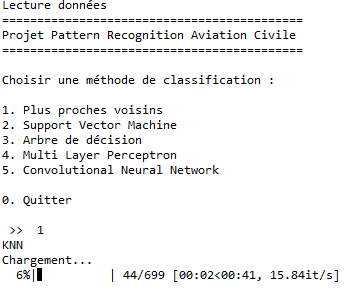 Lecture données
===========================================
Projet Pattern Recognition Aviation Civile
===========================================
Choisir une méthode de classification :
1. Plus proches voisins
2. Support Vector Machine
3. Arbre de décision
4. Multi Layer Perceptron
5. Convolutional Neural Network
0. Quitter
>> 1
KNN
Chargement...
6%|█         | 44/699 [00:02<00:41, 15.84it/s]